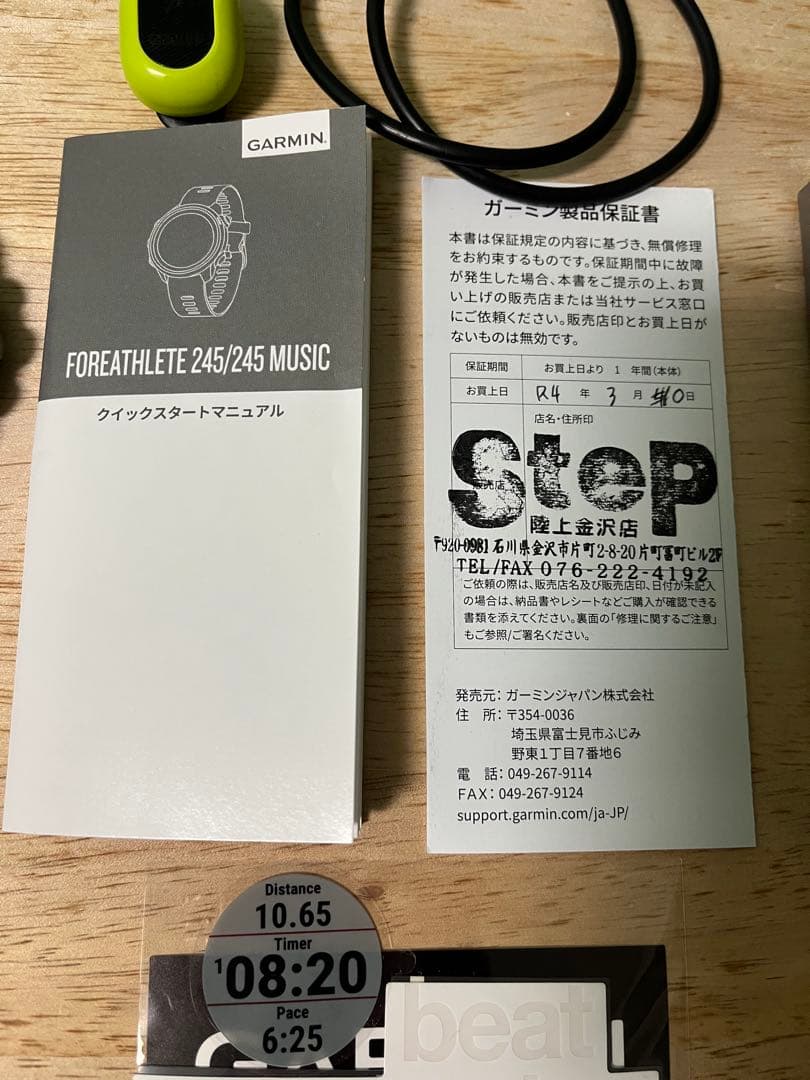 GARMIN
FOREATHLETE 245/245 MUSIC
クイックスタートマニュアル
ガーミン製品保証書
本書は保証規定の内容に基づき、無償修理
をお約束するものです。保証期間中に故障
が発生した場合、本書をご提示の上、お買
い上げの販売店または当社サービス窓口
にご依頼ください。販売店印とお買上日が
ないものは無効です。
保証期間 お買上日より 1 年間(本体)
お買上日 R4 年 3 月 10日
店名・住所印
販売店
Step
陸上金沢店
〒920-0981 石川県金沢市片町2-8-20片町冨町ビル2F
TEL/FAX 076-222-4192
ご依頼の際は、販売店名及び販売店印、日付が未記入
の場合は、納品書やレシートなどご購入が確認できる
書類を添えてください。裏面の「修理に関するご注意」
もご参照/ご署名ください。
発売元:ガーミンジャパン株式会社
住 所:〒354-0036
埼玉県富士見市ふじみ
野東1丁目7番地6
電 話:049-267-9114
FAX:049-267-9124
support.garmin.com/ja-JP/
Distance
10.65
Timer
1 08:20
Pace
6:25
beat